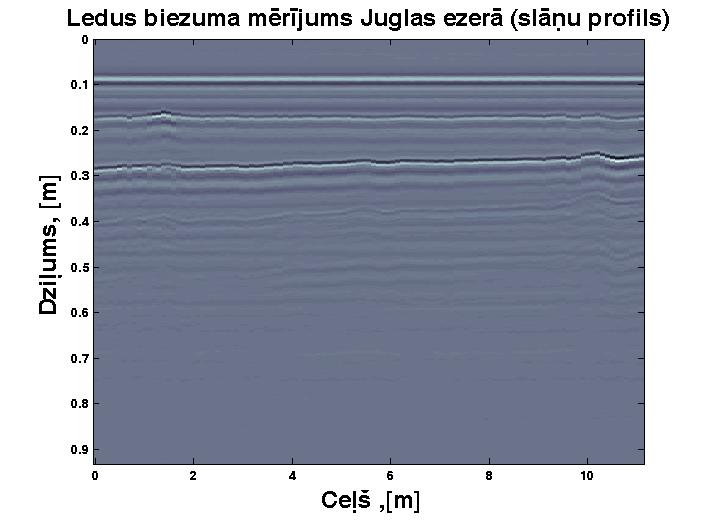 Ledus biezuma mērījums Juglas ezerā (slāņu profils)
0
0.1
0.2
0.3
0.4
0.5
0.6
0.7
0.8
0.9
Dziļums, [m]
0 2 4 6 8 10
Ceļš ,[m]